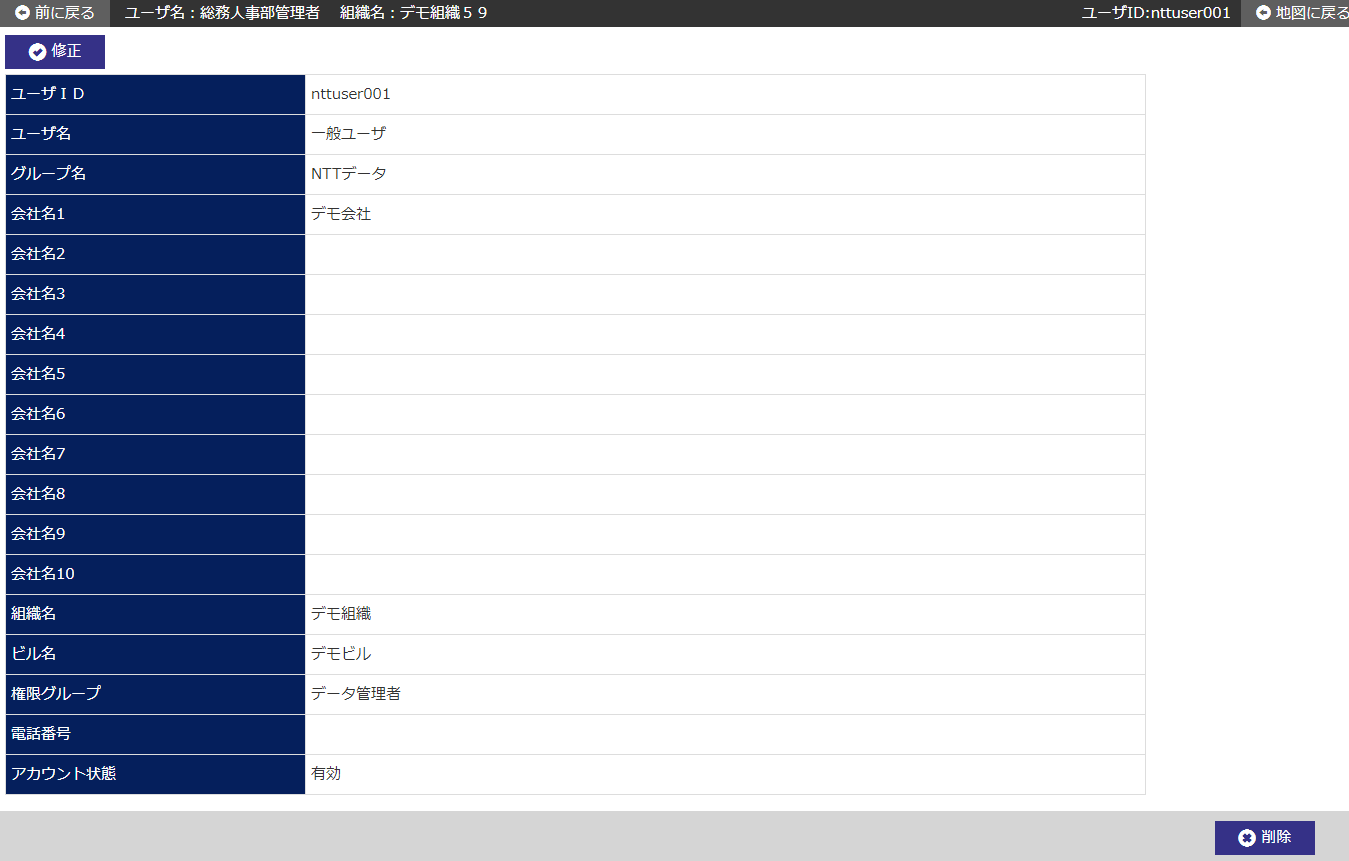 前に戻る ユーザ名：総務人事部管理者 組織名：デモ組織５９ ユーザID:nttuser001 地図に戻る
修正
ユーザＩＤ nttuser001
ユーザ名 一般ユーザ
グループ名 NTTデータ
会社名1 デモ会社
会社名2
会社名3
会社名4
会社名5
会社名6
会社名7
会社名8
会社名9
会社名10
組織名 デモ組織
ビル名 デモビル
権限グループ データ管理者
電話番号
アカウント状態 有効
削除